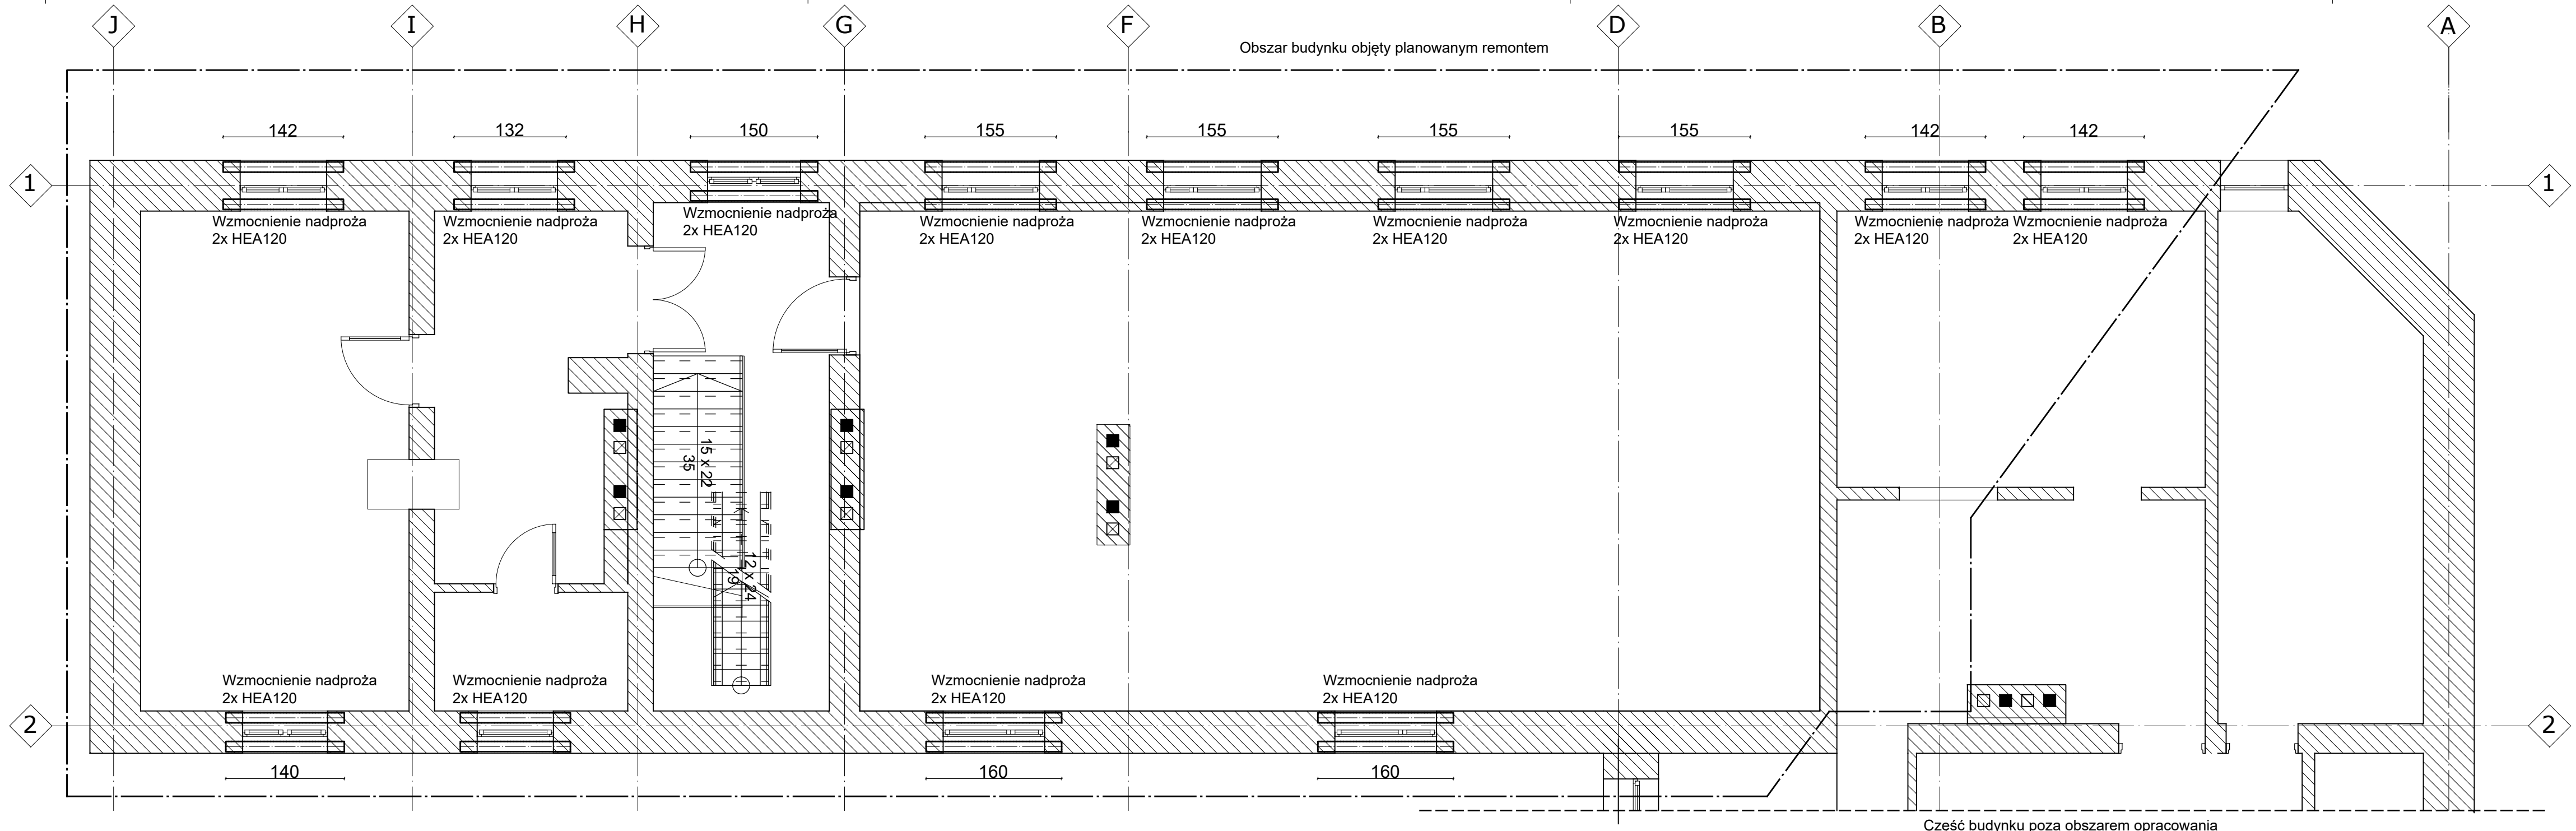 J I H G F D B A
Obszar budynku objęty planowanym remontem
142 132 150 155 155 155 155 142 142
1 1
Wzmocnienie nadproża
2x HEA120
Wzmocnienie nadproża
2x HEA120
Wzmocnienie nadproża
2x HEA120
Wzmocnienie nadproża
2x HEA120
Wzmocnienie nadproża
2x HEA120
Wzmocnienie nadproża
2x HEA120
Wzmocnienie nadproża
2x HEA120
Wzmocnienie nadproża
2x HEA120
Wzmocnienie nadproża
2x HEA120
15 x 22
35
12 x 24
19
Wzmocnienie nadproża
2x HEA120
Wzmocnienie nadproża
2x HEA120
Wzmocnienie nadproża
2x HEA120
Wzmocnienie nadproża
2x HEA120
2 2
140 160 160
Cześć budynku poza obszarem opracowania